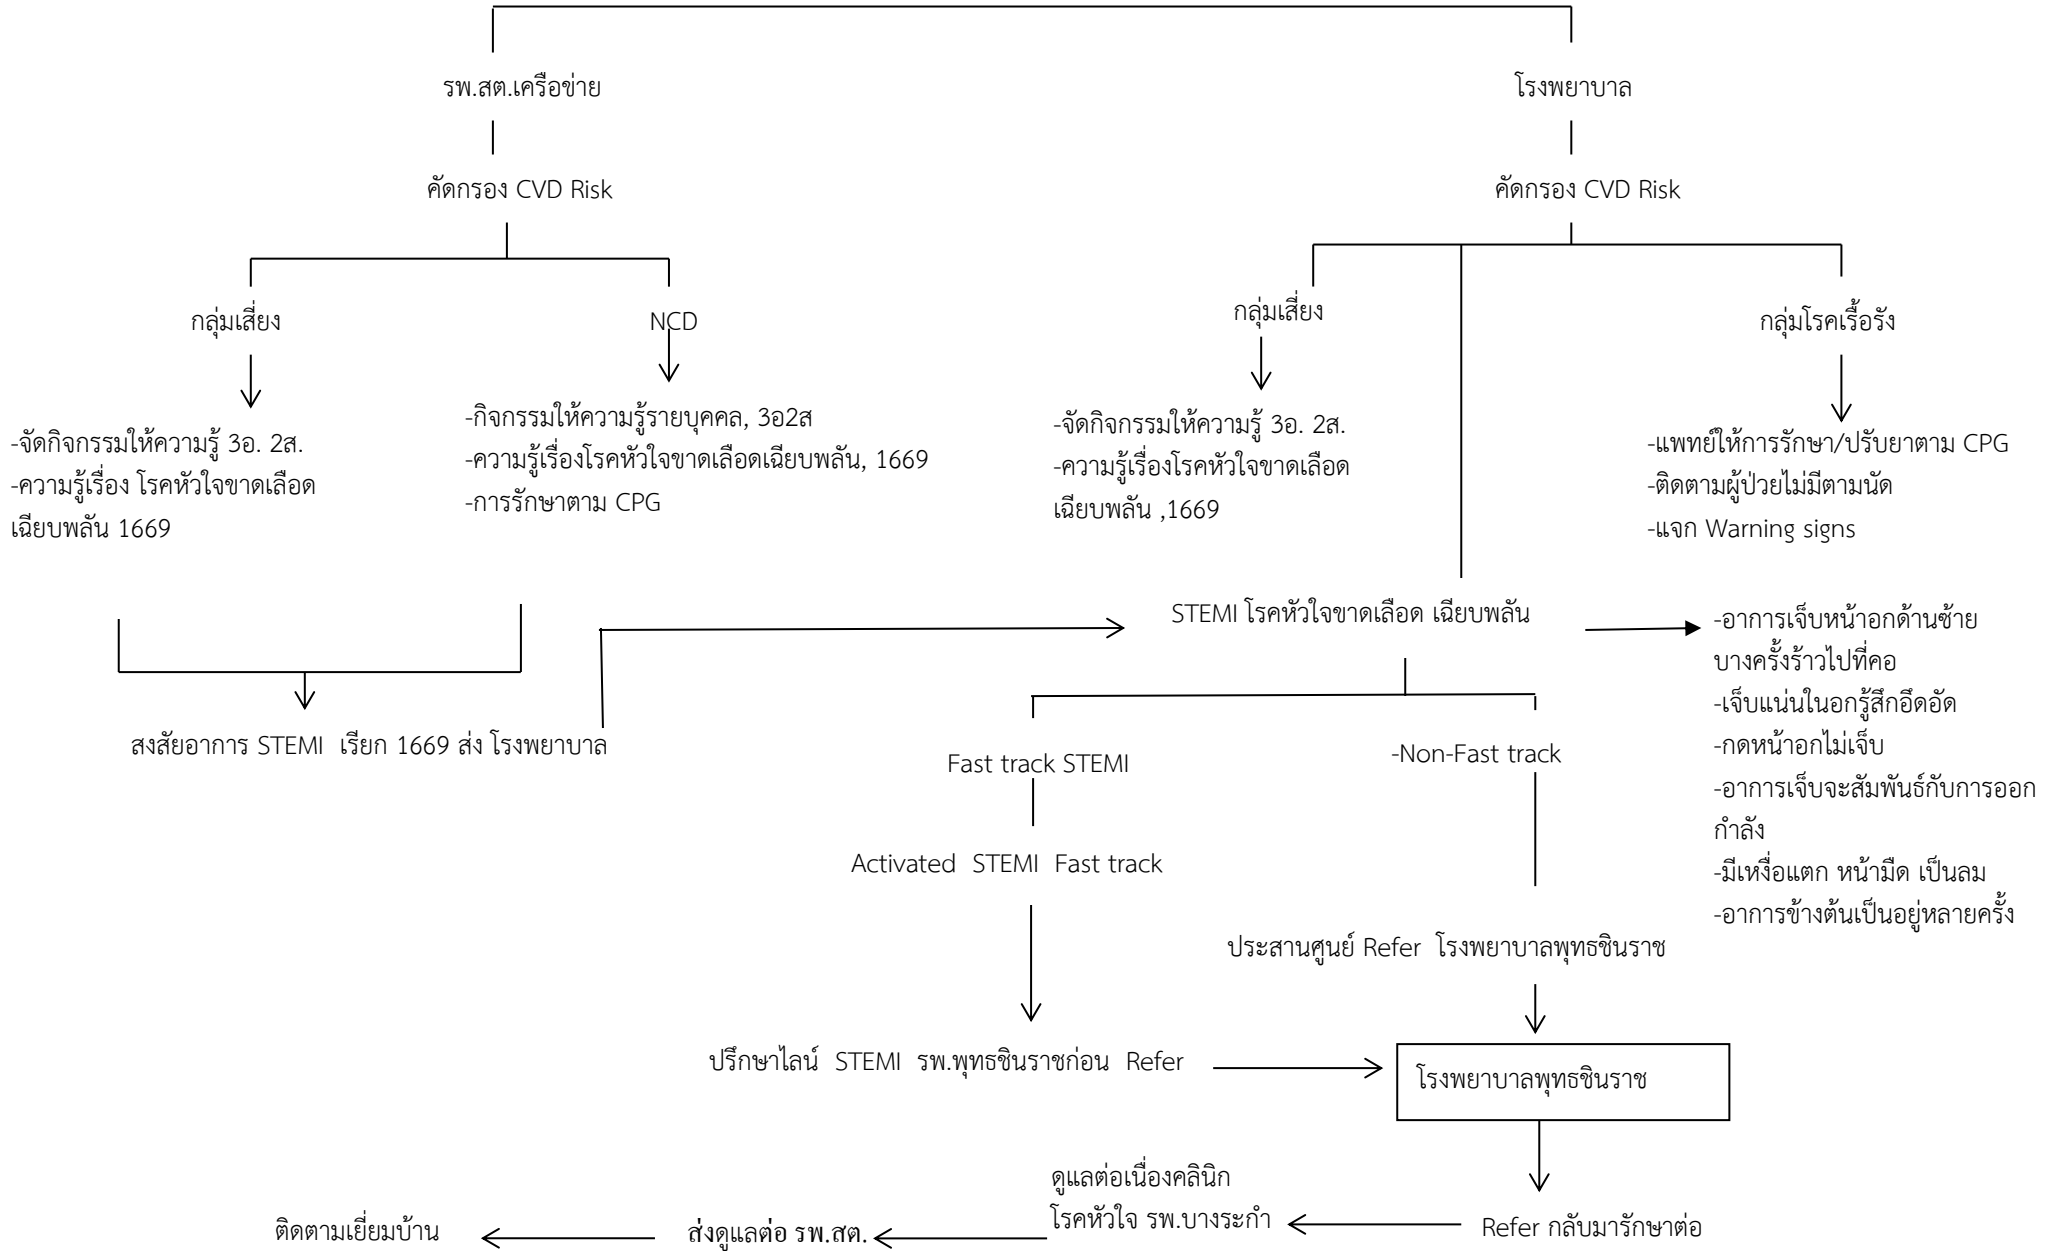 รพ.สต.เครือข่าย
โรงพยาบาล
คัดกรอง CVD Risk
คัดกรอง CVD Risk
กลุ่มเสี่ยง
NCD
กลุ่มเสี่ยง
กลุ่มโรคเรื้อรัง
-จัดกิจกรรมให้ความรู้ 3อ. 2ส.
-ความรู้เรื่อง โรคหัวใจขาดเลือด
เฉียบพลัน 1669
-กิจกรรมให้ความรู้รายบุคคล, 3อ2ส
-ความรู้เรื่องโรคหัวใจขาดเลือดเฉียบพลัน, 1669
-การรักษาตาม CPG
-จัดกิจกรรมให้ความรู้ 3อ. 2ส.
-ความรู้เรื่องโรคหัวใจขาดเลือด
เฉียบพลัน ,1669
-แพทย์ให้การรักษา/ปรับยาตาม CPG
-ติดตามผู้ป่วยไม่มีตามนัด
-แจก Warning signs
STEMI โรคหัวใจขาดเลือด เฉียบพลัน
-อาการเจ็บหน้าอกด้านซ้าย
บางครั้งร้าวไปที่คอ
-เจ็บแน่นในอกรู้สึกอึดอัด
-กดหน้าอกไม่เจ็บ
-อาการเจ็บจะสัมพันธ์กับการออก
กำลัง
-มีเหงื่อแตก หน้ามืด เป็นลม
-อาการข้างต้นเป็นอยู่หลายครั้ง
สงสัยอาการ STEMI เรียก 1669 ส่ง โรงพยาบาล
Fast track STEMI
-Non-Fast track
Activated STEMI Fast track
ประสานศูนย์ Refer โรงพยาบาลพุทธชินราช
ปรึกษาไลน์ STEMI รพ.พุทธชินราชก่อน Refer
โรงพยาบาลพุทธชินราช
Refer กลับมารักษาต่อ
ดูแลต่อเนื่องคลินิก
โรคหัวใจ รพ.บางระกำ
ส่งดูแลต่อ รพ.สต.
ติดตามเยี่ยมบ้าน